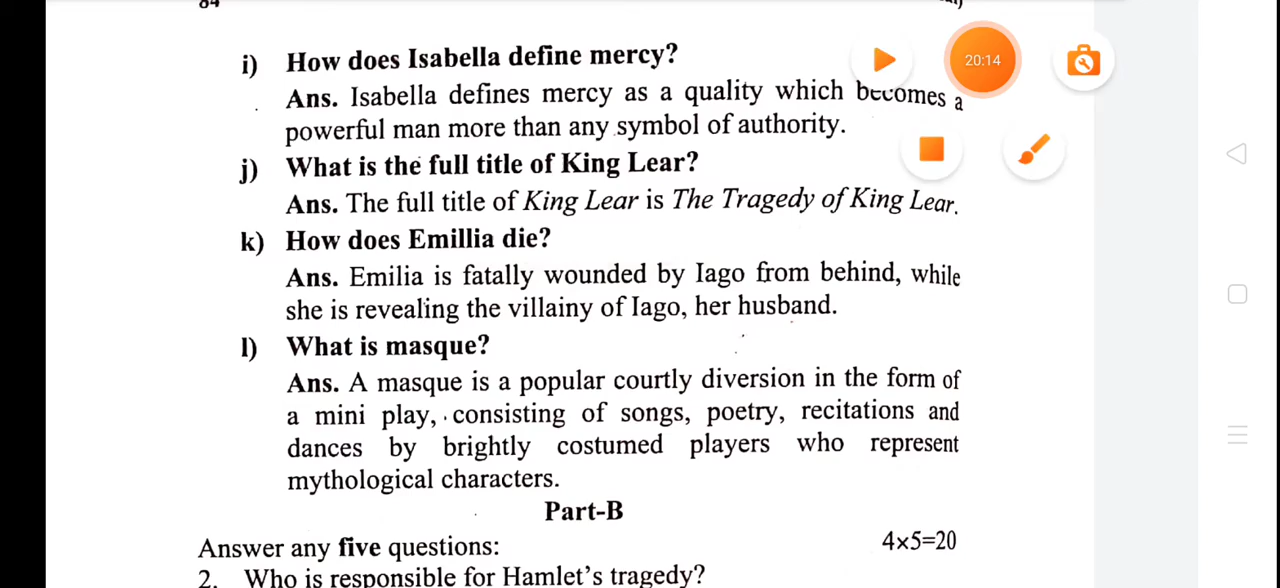 i) How does Isabella define mercy?
Ans. Isabella defines mercy as a quality which becomes a
powerful man more than any symbol of authority.
j) What is the full title of King Lear?
Ans. The full title of King Lear is The Tragedy of King Lear.
k) How does Emillia die?
Ans. Emilia is fatally wounded by Iago from behind, while
she is revealing the villainy of Iago, her husband.
l) What is masque?
Ans. A masque is a popular courtly diversion in the form of
a mini play, consisting of songs, poetry, recitations and
dances by brightly costumed players who represent
mythological characters.
Part-B
Answer any five questions: 4×5=20
2. Who is responsible for Hamlet's tragedy?
20:14